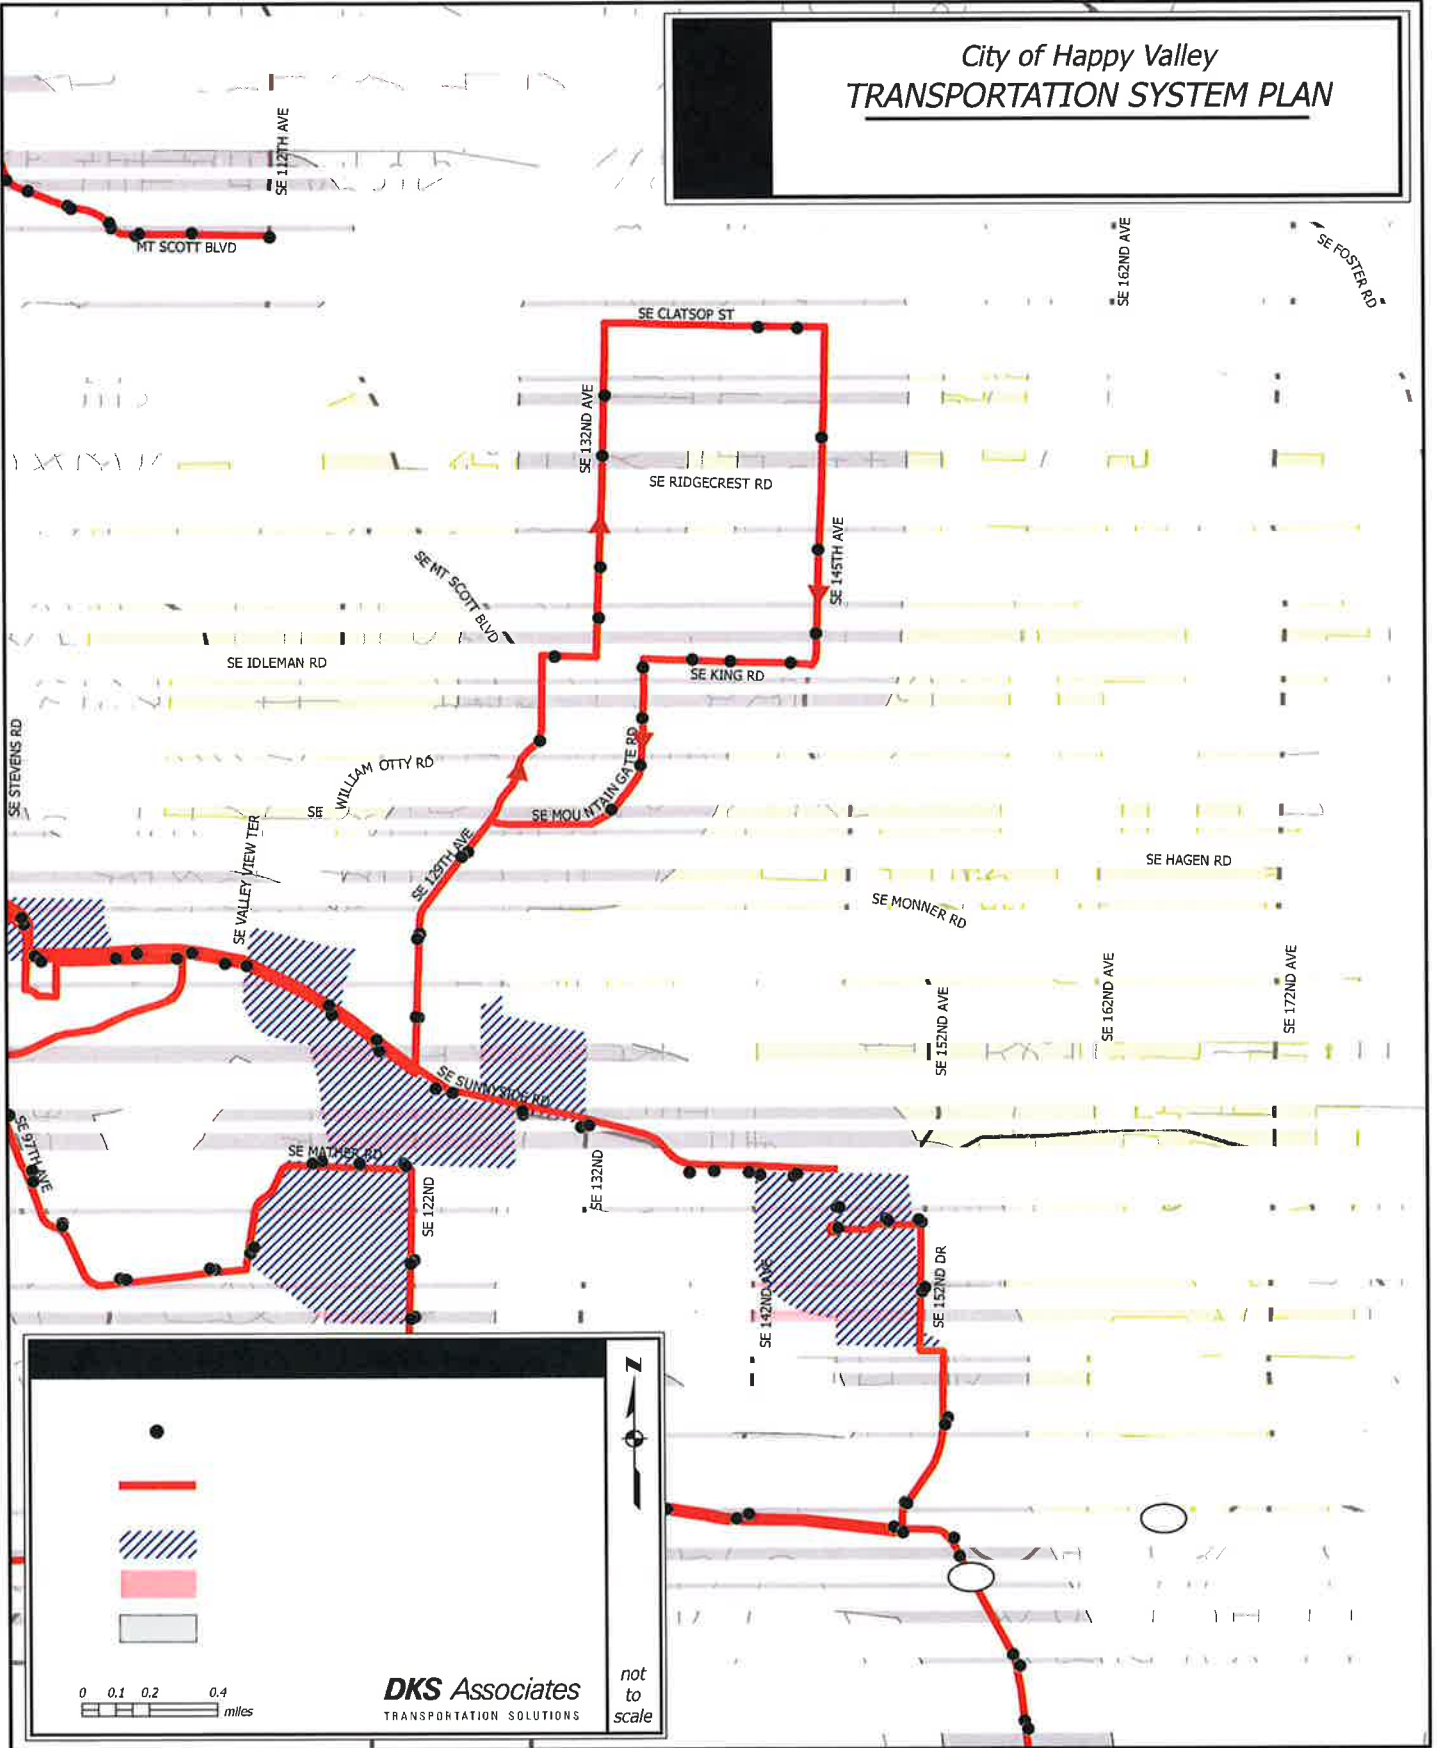 City of Happy Valley
TRANSPORTATION SYSTEM PLAN
SE 112TH AVE
MT SCOTT BLVD
SE 162ND AVE
SE FOSTER RD
SE CLATSOP ST
SE 132ND AVE
SE RIDGECREST RD
SE 145TH AVE
SE MT SCOTT BLVD
SE IDLEMAN RD
SE KING RD
SE STEVENS RD
SE WILLIAM OTTY RD
SE MOUNTAIN GATE RD
SE VALLEY VIEW TER
SE 129TH AVE
SE HAGEN RD
SE MONNER RD
SE 152ND AVE
SE 162ND AVE
SE 172ND AVE
SE SUNNYSIDE RD
SE 97TH AVE
SE MATHER RD
SE 122ND
SE 132ND
SE 142ND AVE
SE 152ND DR
N
0 0.1 0.2 0.4
miles
DKS Associates
TRANSPORTATION SOLUTIONS
not
to
scale